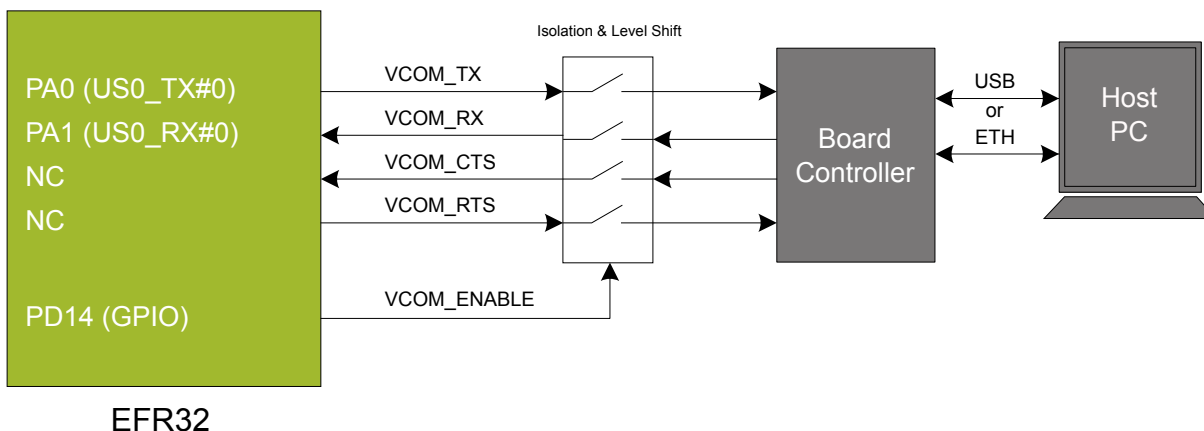 Isolation & Level Shift
PA0 (US0_TX#0)
PA1 (US0_RX#0)
NC
NC
PD14 (GPIO)
VCOM_TX
VCOM_RX
VCOM_CTS
VCOM_RTS
VCOM_ENABLE
Board
Controller
USB
or
ETH
Host
PC
EFR32